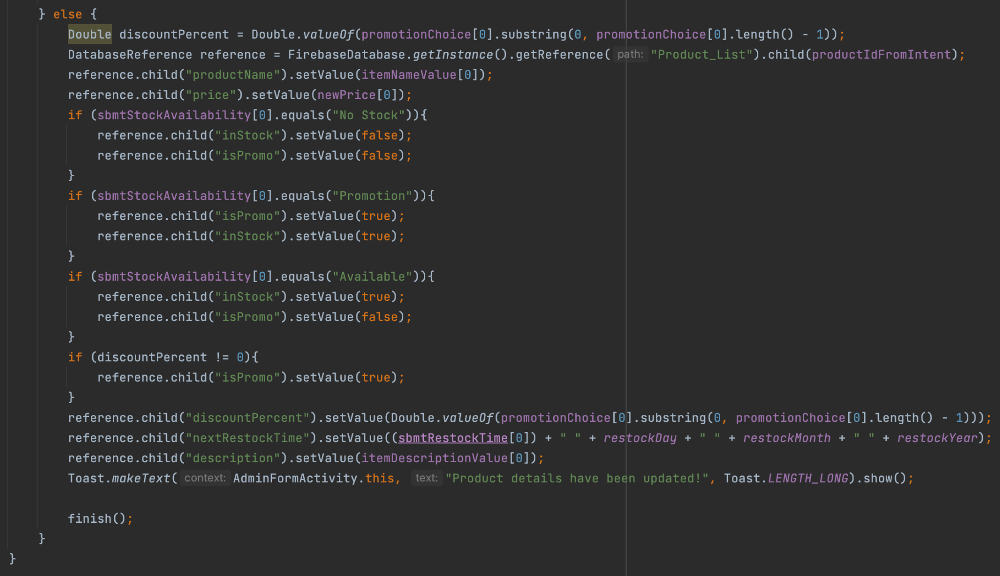 } else {
Double discountPercent = Double.valueOf(promotionChoice[0].substring(0, promotionChoice[0].length() - 1));
DatabaseReference reference = FirebaseDatabase.getInstance().getReference( path: "Product_List").child(productIdFromIntent);
reference.child("productName").setValue(itemNameValue[0]);
reference.child("price").setValue(newPrice[0]);
if (sbmtStockAvailability[0].equals("No Stock")){
reference.child("inStock").setValue(false);
reference.child("isPromo").setValue(false);
}
if (sbmtStockAvailability[0].equals("Promotion")){
reference.child("isPromo").setValue(true);
reference.child("inStock").setValue(true);
}
if (sbmtStockAvailability[0].equals("Available")){
reference.child("inStock").setValue(true);
reference.child("isPromo").setValue(false);
}
if (discountPercent != 0){
reference.child("isPromo").setValue(true);
}
reference.child("discountPercent").setValue(Double.valueOf(promotionChoice[0].substring(0, promotionChoice[0].length() - 1)));
reference.child("nextRestockTime").setValue((sbmtRestockTime[0]) + " " + restockDay + " " + restockMonth + " " + restockYear);
reference.child("description").setValue(itemDescriptionValue[0]);
Toast.makeText( context: AdminFormActivity.this, text: "Product details have been updated!", Toast.LENGTH_LONG).show();
finish();
}
}